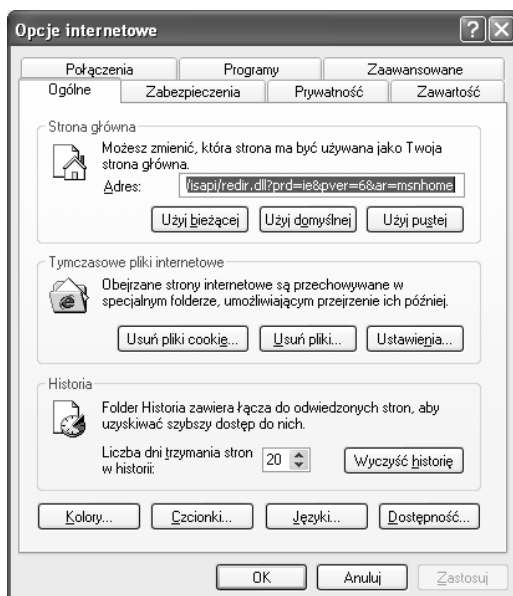 Opcje internetowe
Połączenia Programy Zaawansowane
Ogólne Zabezpieczenia Prywatność Zawartość
Strona główna
Możesz zmienić, która strona ma być używana jako Twoja
strona główna.
Adres: /isapi/redir.dll?prd=ie&pver=6&ar=msnhome
Użyj bieżącej Użyj domyślnej Użyj pustej
Tymczasowe pliki internetowe
Obejrzane strony internetowe są przechowywane w
specjalnym folderze, umożliwiającym przejrzenie ich później.
Usuń pliki cookie... Usuń pliki... Ustawienia...
Historia
Folder Historia zawiera łącza do odwiedzonych stron, aby
uzyskiwać szybszy dostęp do nich.
Liczba dni trzymania stron
w historii: 20 Wyczyść historię
Kolory... Czcionki... Języki... Dostępność...
OK Anuluj Zastosuj